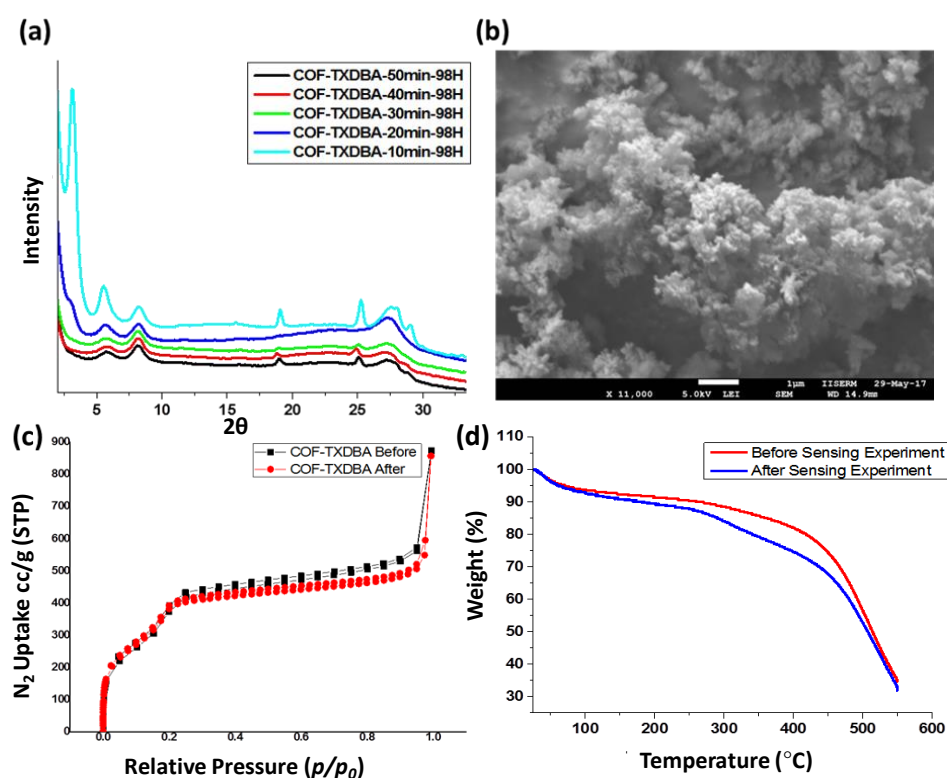 (a)
COF-TXDBA-50min-98H
COF-TXDBA-40min-98H
COF-TXDBA-30min-98H
COF-TXDBA-20min-98H
COF-TXDBA-10min-98H
Intensity
5 10 15 20 25 30
2θ
(b)
1μm IISERM 29-May-17
X 11,000 5.0kV LEI SEM WD 14.9mm
(c)
COF-TXDBA Before
COF-TXDBA After
N2 Uptake cc/g (STP)
900
800
700
600
500
400
300
200
100
0
0.0 0.2 0.4 0.6 0.8 1.0
Relative Pressure (p/p0)
(d)
Before Sensing Experiment
After Sensing Experiment
Weight (%)
110
100
90
80
70
60
50
40
30
100 200 300 400 500 600
Temperature (°C)